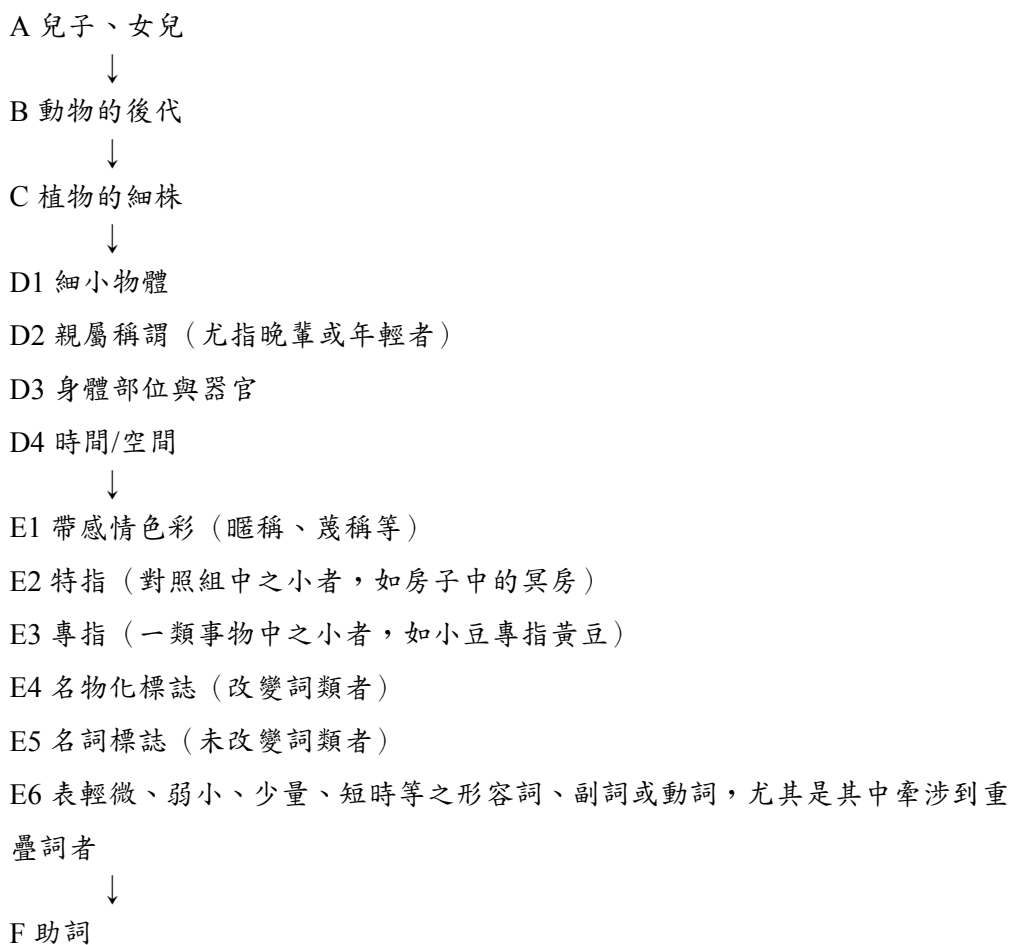 A 兒子、女兒
↓
B 動物的後代
↓
C 植物的細株
↓
D1 細小物體
D2 親屬稱謂（尤指晚輩或年輕者）
D3 身體部位與器官
D4 時間/空間
↓
E1 帶感情色彩（暱稱、蔑稱等）
E2 特指（對照組中之小者，如房子中的冥房）
E3 專指（一類事物中之小者，如小豆專指黃豆）
E4 名物化標誌（改變詞類者）
E5 名詞標誌（未改變詞類者）
E6 表輕微、弱小、少量、短時等之形容詞、副詞或動詞，尤其是其中牽涉到重
疊詞者
↓
F 助詞